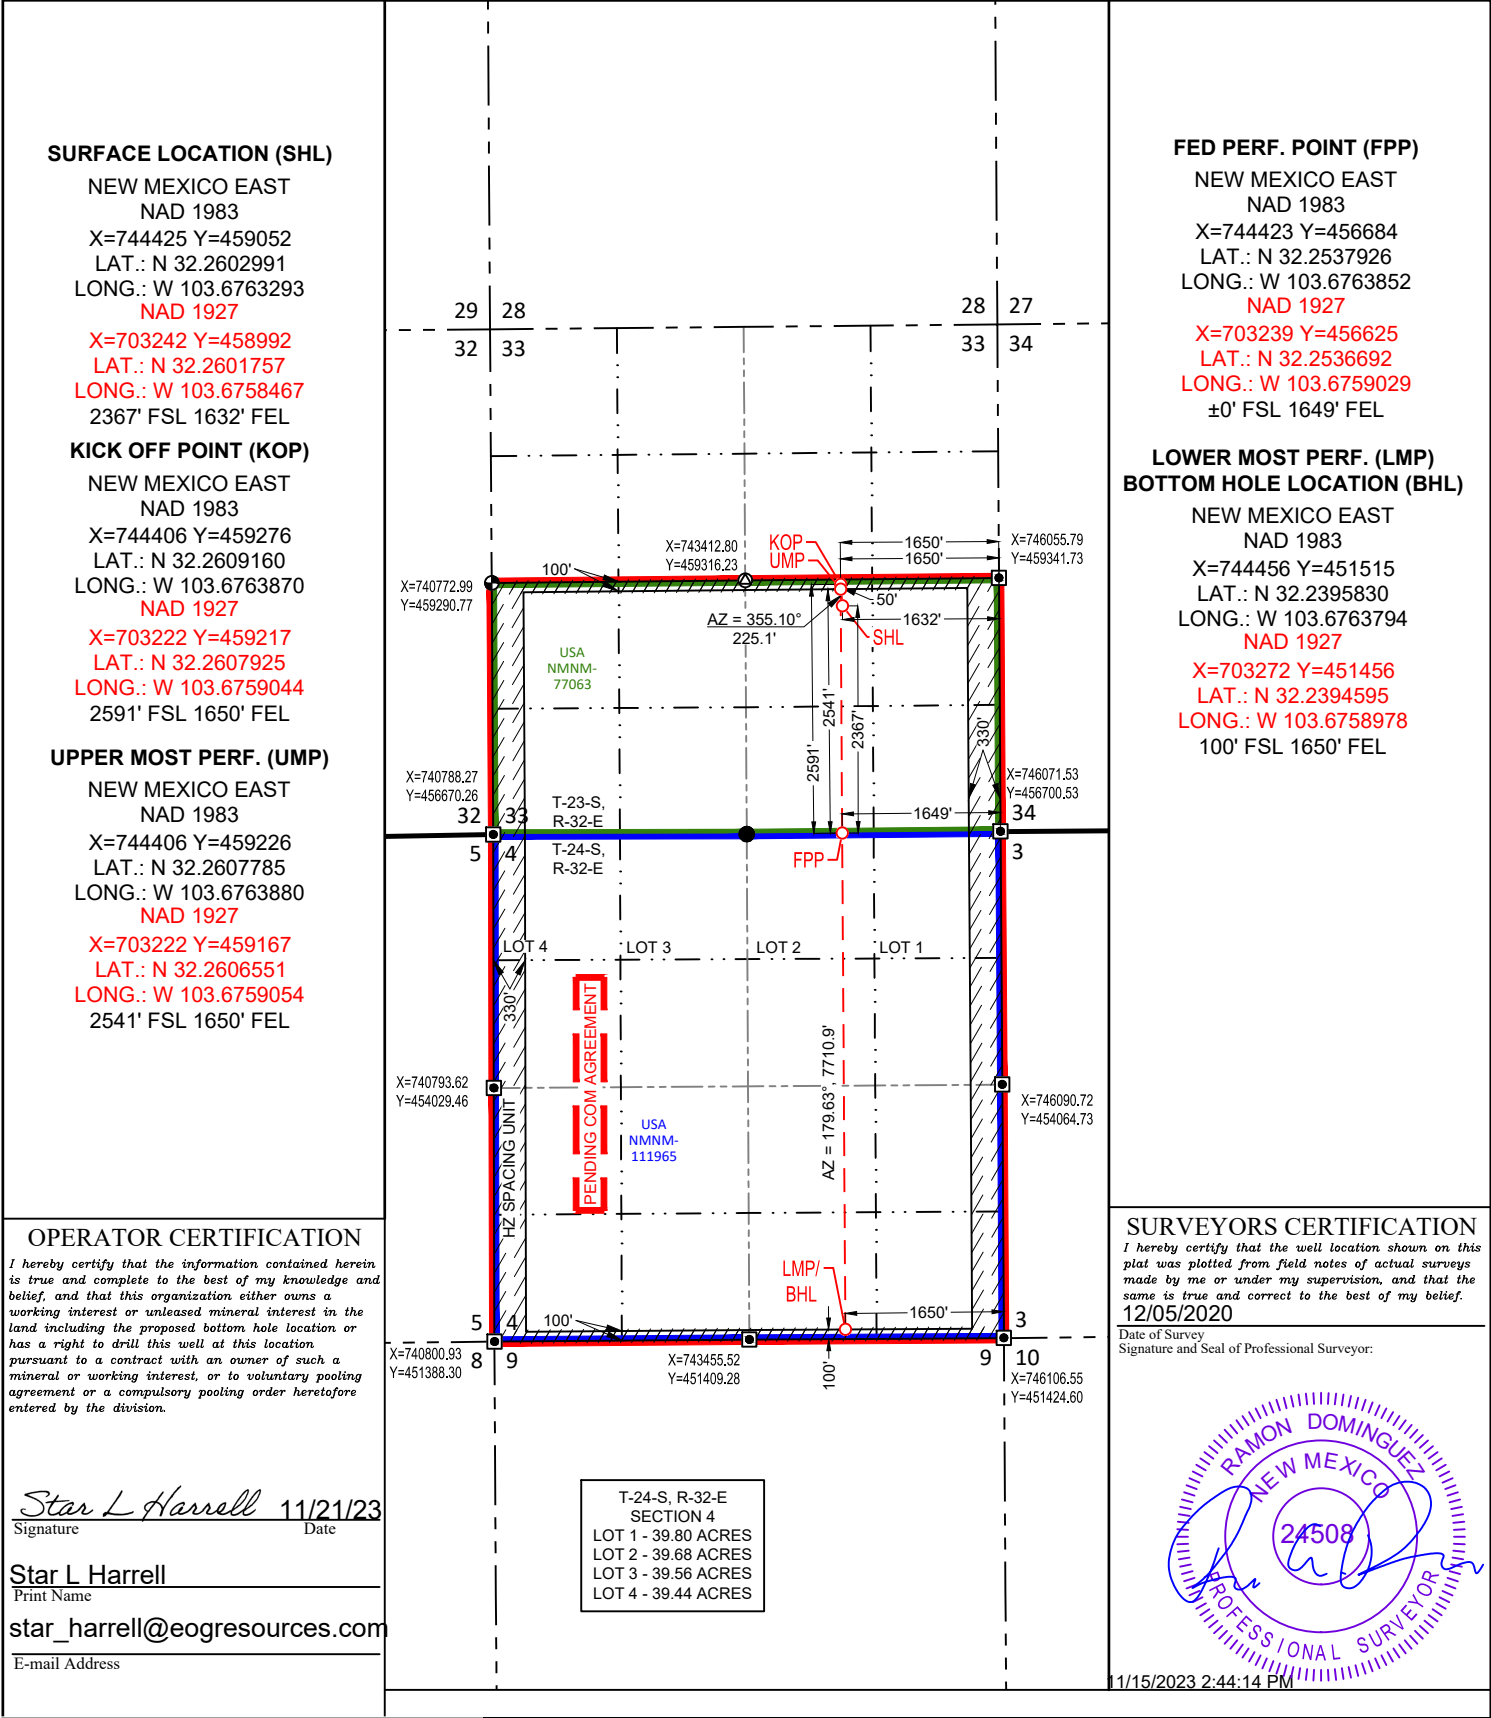 SURFACE LOCATION (SHL)
NEW MEXICO EAST
NAD 1983
X=744425 Y=459052
LAT.: N 32.2602991
LONG.: W 103.6763293
NAD 1927
X=703242 Y=458992
LAT.: N 32.2601757
LONG.: W 103.6758467
2367' FSL 1632' FEL
KICK OFF POINT (KOP)
NEW MEXICO EAST
NAD 1983
X=744406 Y=459276
LAT.: N 32.2609160
LONG.: W 103.6763870
NAD 1927
X=703222 Y=459217
LAT.: N 32.2607925
LONG.: W 103.6759044
2591' FSL 1650' FEL
UPPER MOST PERF. (UMP)
NEW MEXICO EAST
NAD 1983
X=744406 Y=459226
LAT.: N 32.2607785
LONG.: W 103.6763880
NAD 1927
X=703222 Y=459167
LAT.: N 32.2606551
LONG.: W 103.6759054
2541' FSL 1650' FEL
OPERATOR CERTIFICATION
I hereby certify that the information contained herein
is true and complete to the best of my knowledge and
belief, and that this organization either owns a
working interest or unleased mineral interest in the
land including the proposed bottom hole location or
has a right to drill this well at this location
pursuant to a contract with an owner of such a
mineral or working interest, or to voluntary pooling
agreement or a compulsory pooling order heretofore
entered by the division.
Star L Harrell 11/21/23
Signature Date
Star L Harrell
Print Name
star_harrell@eogresources.com
E-mail Address
29 28
32 33
28 27
33 34
X=743412.80
Y=459316.23
KOP
UMP
1650'
1650'
X=746055.79
Y=459341.73
X=740772.99
Y=459290.77
100'
50'
AZ = 355.10°
225.1'
1632'
SHL
USA
NMNM-
77063
2591'
2541'
2367'
330'
X=740788.27
Y=456670.26
X=746071.53
Y=456700.53
32 33
T-23-S,
R-32-E
1649'
34
5 4
T-24-S,
R-32-E
FPP
3
LOT 4
LOT 3
LOT 2
LOT 1
330'
PENDING COM AGREEMENT
AZ = 179.63°, 7710.9'
X=740793.62
Y=454029.46
X=746090.72
Y=454064.73
HZ SPACING UNIT
USA
NMNM-
111965
LMP/
BHL
1650'
100'
5 4
3
8 9
9 10
X=740800.93
Y=451388.30
X=743455.52
Y=451409.28
100'
X=746106.55
Y=451424.60
T-24-S, R-32-E
SECTION 4
LOT 1 - 39.80 ACRES
LOT 2 - 39.68 ACRES
LOT 3 - 39.56 ACRES
LOT 4 - 39.44 ACRES
FED PERF. POINT (FPP)
NEW MEXICO EAST
NAD 1983
X=744423 Y=456684
LAT.: N 32.2537926
LONG.: W 103.6763852
NAD 1927
X=703239 Y=456625
LAT.: N 32.2536692
LONG.: W 103.6759029
±0' FSL 1649' FEL
LOWER MOST PERF. (LMP)
BOTTOM HOLE LOCATION (BHL)
NEW MEXICO EAST
NAD 1983
X=744456 Y=451515
LAT.: N 32.2395830
LONG.: W 103.6763794
NAD 1927
X=703272 Y=451456
LAT.: N 32.2394595
LONG.: W 103.6758978
100' FSL 1650' FEL
SURVEYORS CERTIFICATION
I hereby certify that the well location shown on this
plat was plotted from field notes of actual surveys
made by me or under my supervision, and that the
same is true and correct to the best of my belief.
12/05/2020
Date of Survey
Signature and Seal of Professional Surveyor:
RAMON DOMINGUEZ
NEW MEXICO
24508
PROFESSIONAL SURVEYOR
11/15/2023 2:44:14 PM